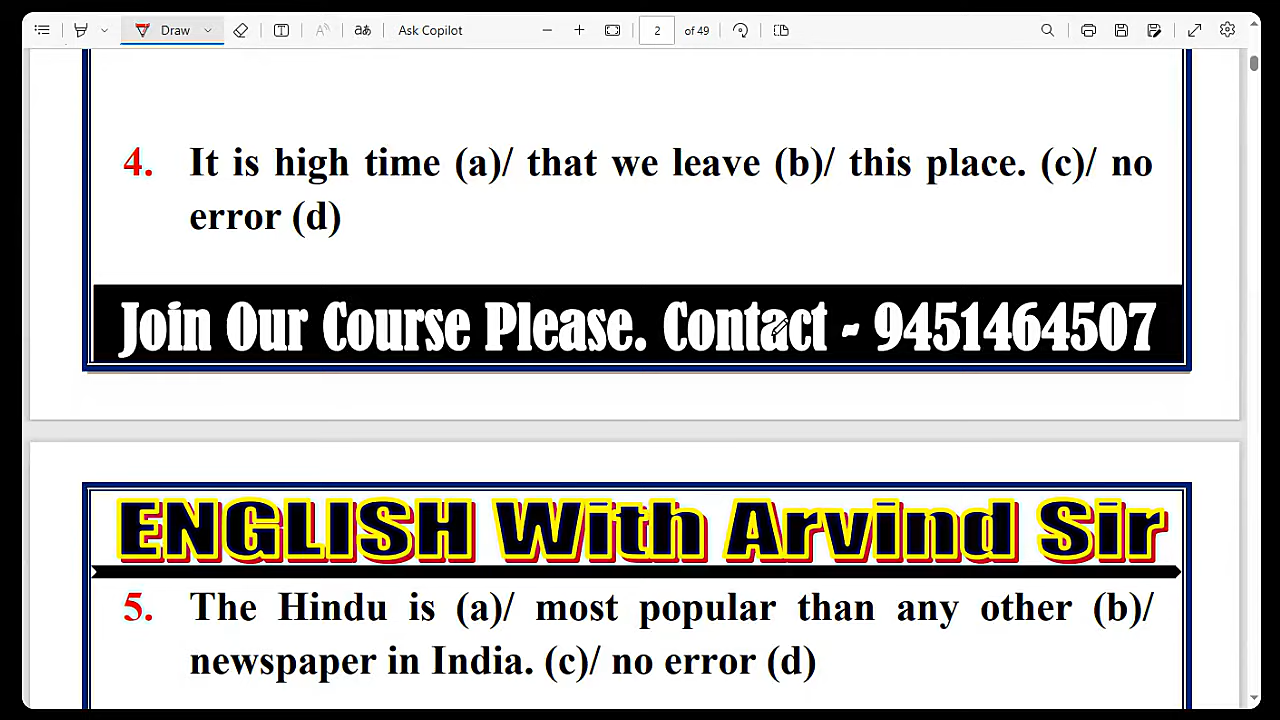 Draw
Ask Copilot
2 of 49
4. It is high time (a)/ that we leave (b)/ this place. (c)/ no
error (d)
Join Our Course Please. Contact - 9451464507
ENGLISH With Arvind Sir
5. The Hindu is (a)/ most popular than any other (b)/
newspaper in India. (c)/ no error (d)